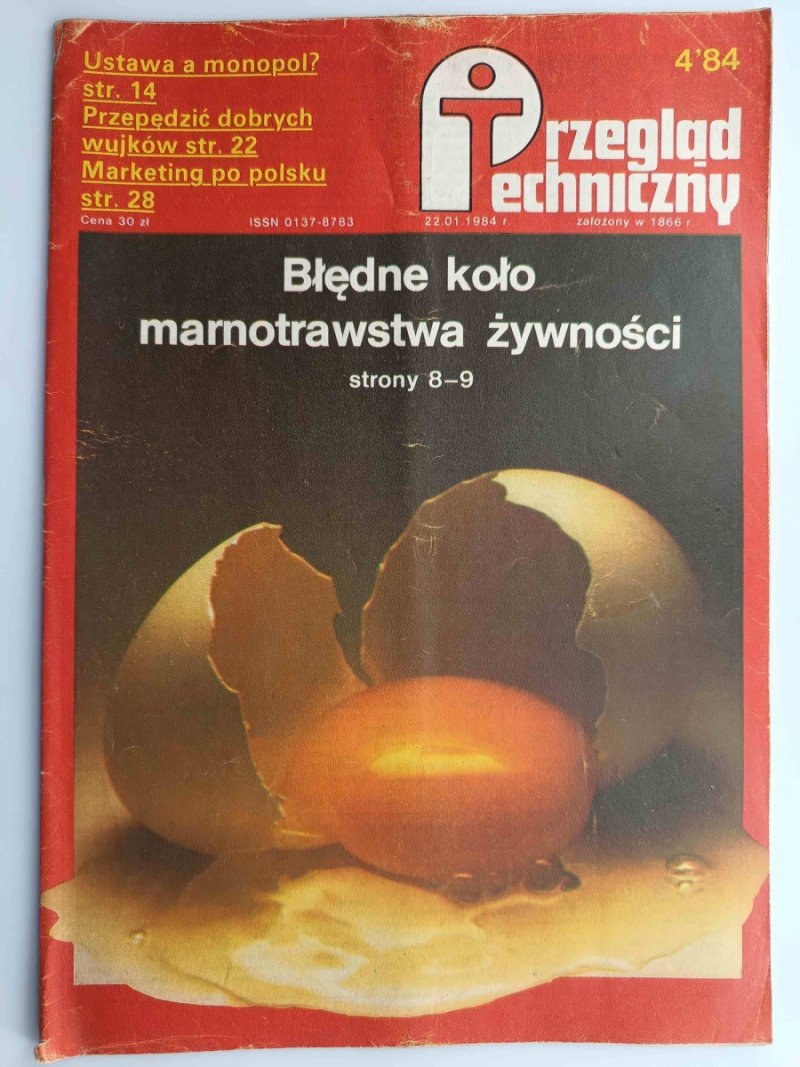 Ustawa a monopol?
str. 14
Przepędzić dobrych
wujków str. 22
Marketing po polsku
str. 28
4'84
Przegląd
Techniczny
Cena 30 zł
ISSN 0137-8783
22.01.1984 r.
założony w 1866 r.
Błędne koło
marnotrawstwa żywności
strony 8–9